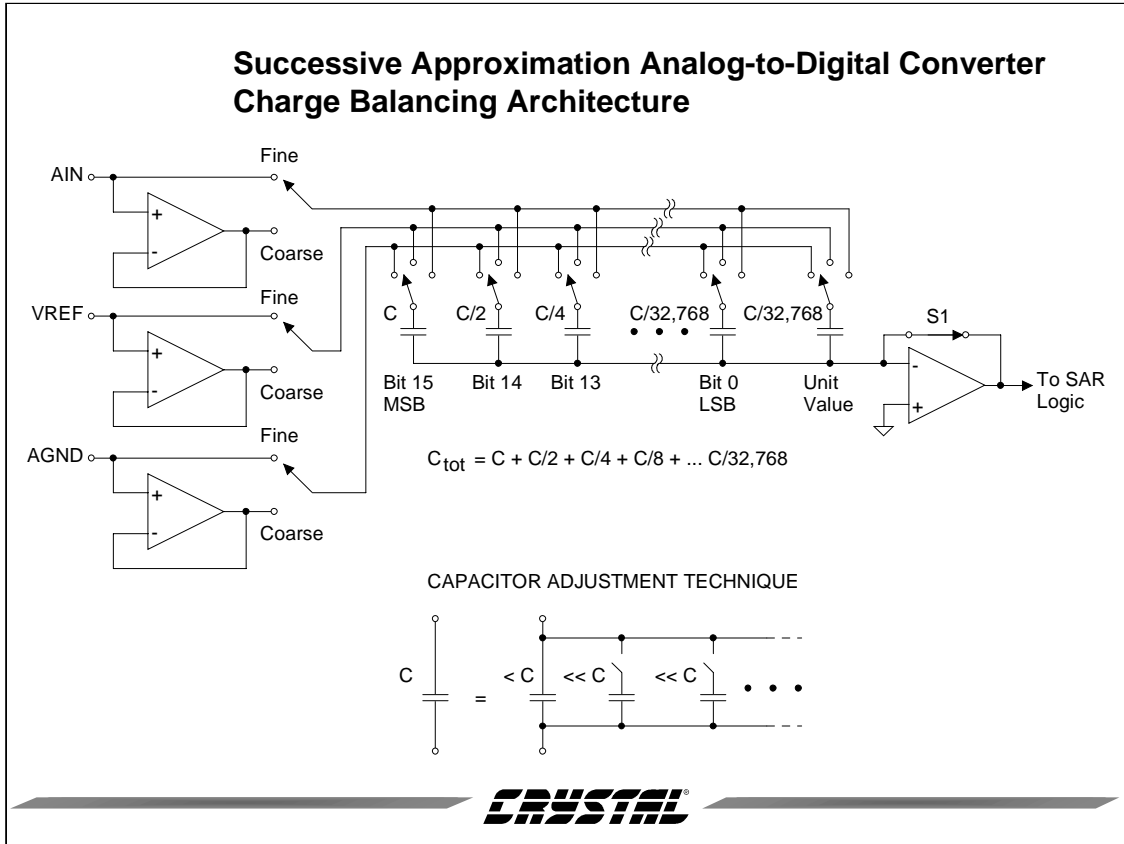 Successive Approximation Analog-to-Digital Converter
Charge Balancing Architecture
AIN
Fine
+
-
Coarse
VREF
Fine
+
-
Coarse
AGND
Fine
+
-
Coarse
C
C/2
C/4
C/32,768
C/32,768
• • •
Bit 15
MSB
Bit 14
Bit 13
Bit 0
LSB
Unit
Value
S1
-
+
To SAR
Logic
Ctot = C + C/2 + C/4 + C/8 + ... C/32,768
CAPACITOR ADJUSTMENT TECHNIQUE
C
=
< C
<< C
<< C
• • •
CRYSTAL®